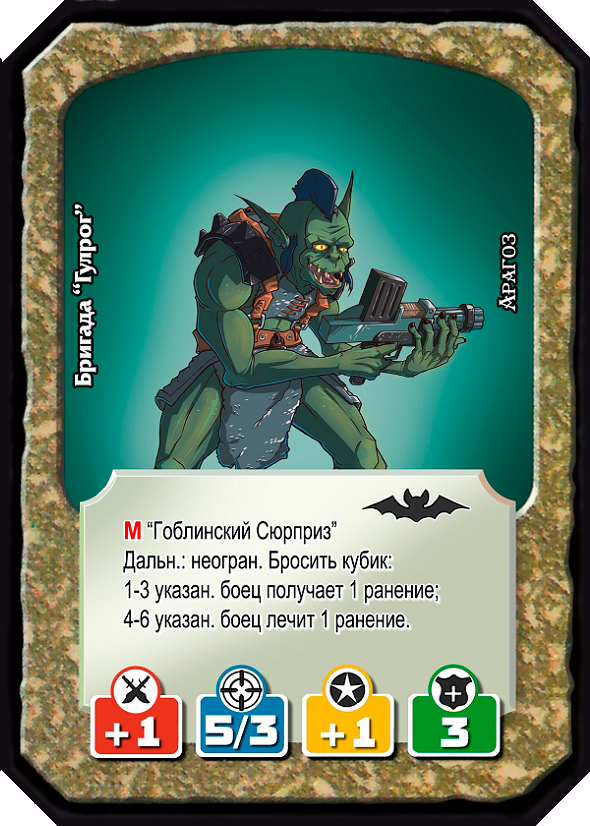 Бригада “Гулрог”
Арагоз
М “Гоблинский Сюрприз”
Дальн.: неогран. Бросить кубик:
1-3 указан. боец получает 1 ранение;
4-6 указан. боец лечит 1 ранение.
+1 5/3 +1 3